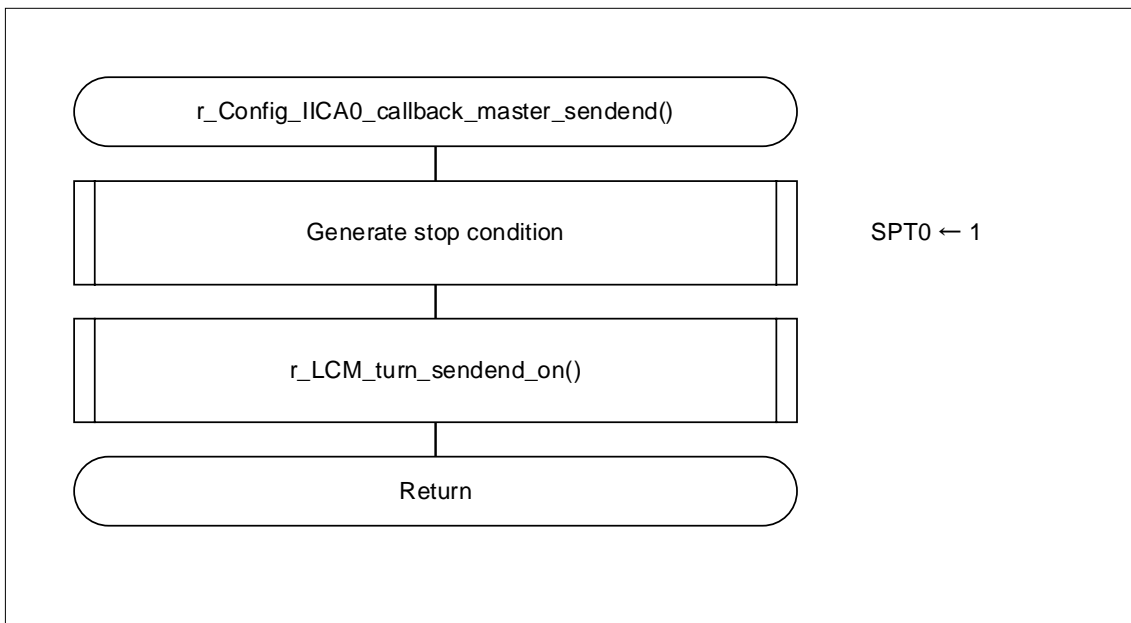 r_Config_IICA0_callback_master_sendend()
Generate stop condition
SPT0 ← 1
r_LCM_turn_sendend_on()
Return